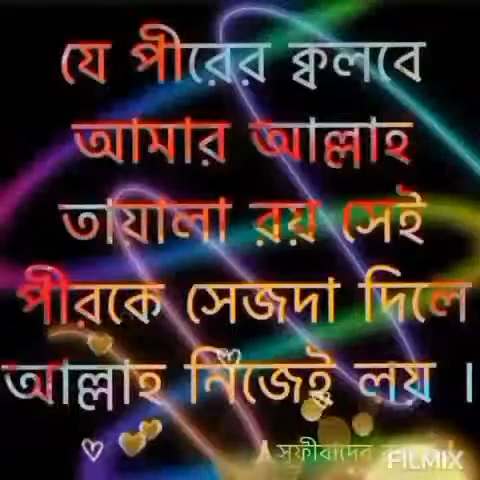 যে পীরের ক্বলবে
আমার আল্লাহ
তায়ালা রয় সেই
পীরকে সেজদা দিলে
আল্লাহ নিজেই লয় ।
সূফীবাদের
FILMIX